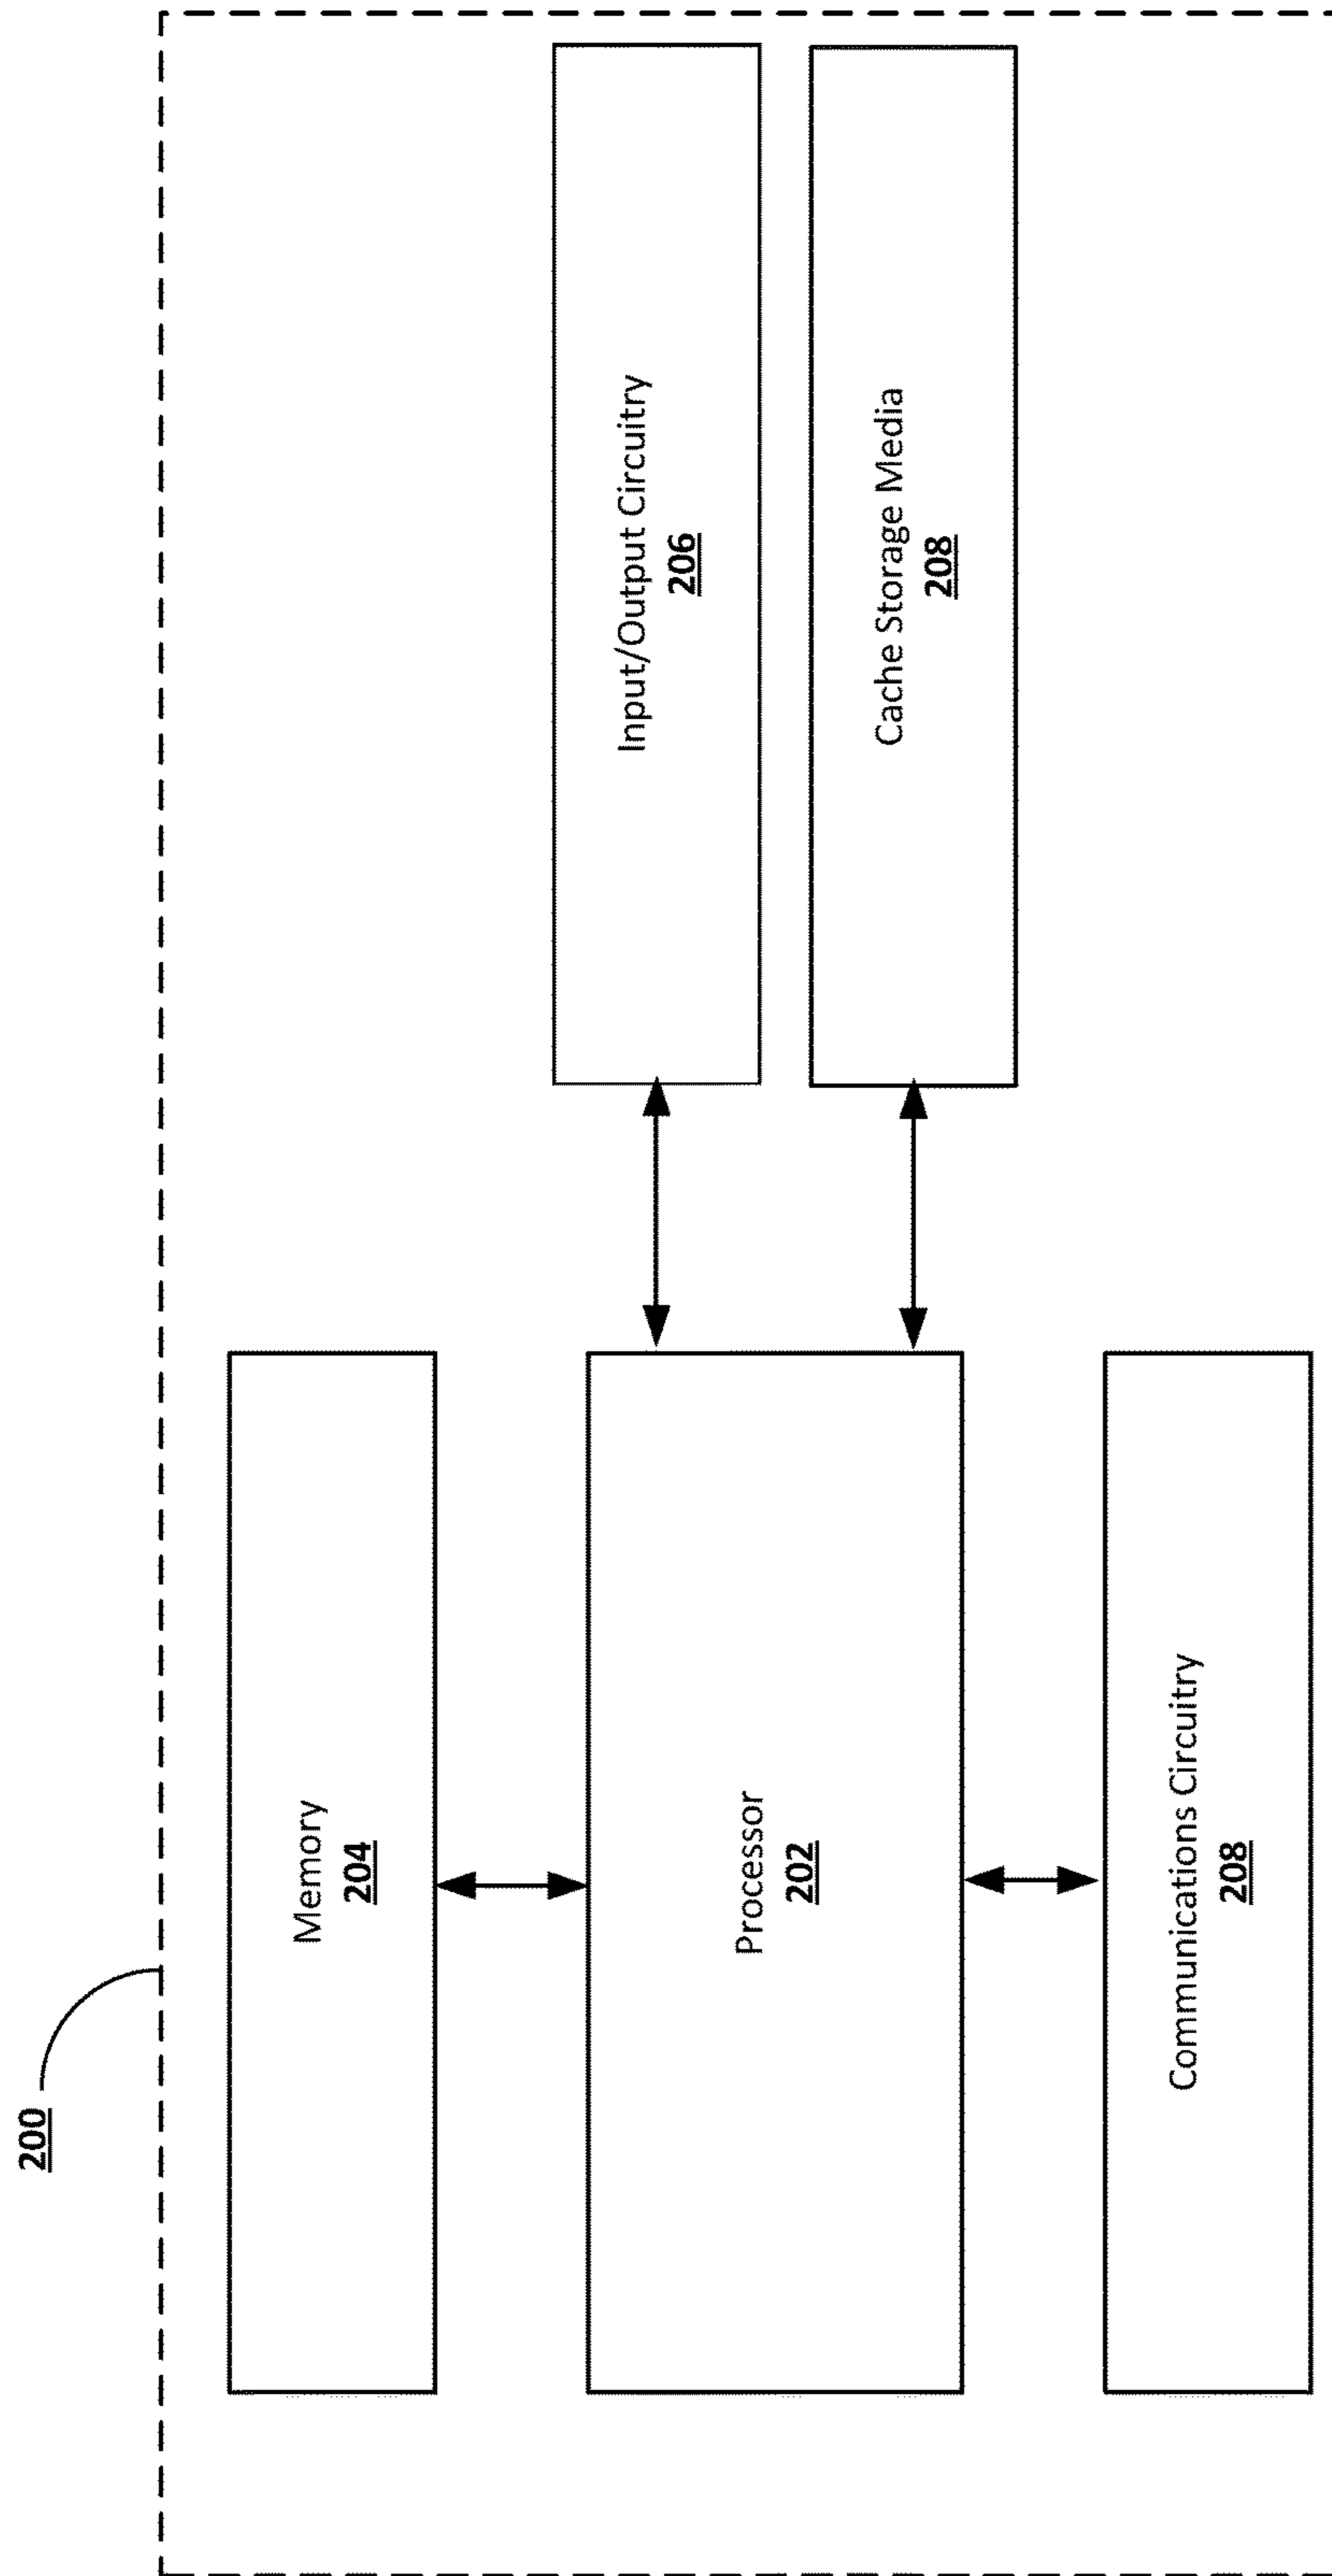 200
Memory
204
Input/Output Circuitry
206
Processor
202
Cache Storage Media
208
Communications Circuitry
208